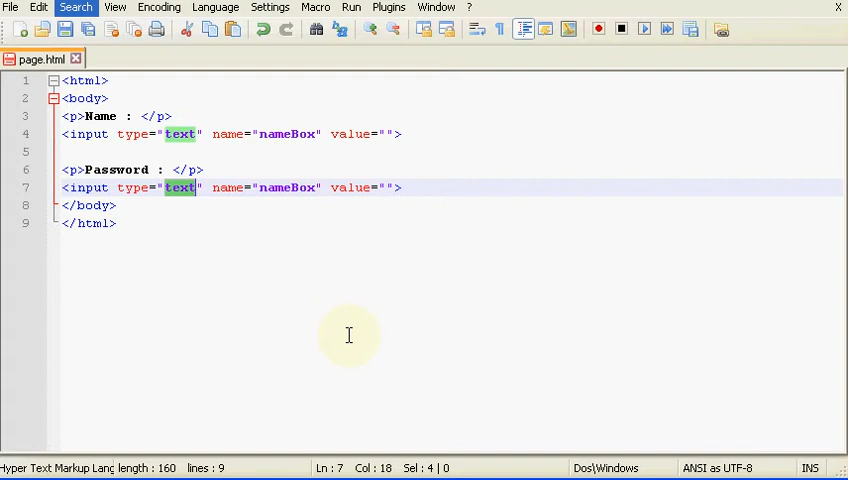 File Edit Search View Encoding Language Settings Macro Run Plugins Window ? X
page.html
1 <html>
2 <body>
3 <p>Name : </p>
4 <input type="text" name="nameBox" value="">
5
6 <p>Password : </p>
7 <input type="text" name="nameBox" value="">
8 </body>
9 </html>
Hyper Text Markup Lang length : 160 lines : 9 Ln : 7 Col : 18 Sel : 4 | 0 Dos\Windows ANSI as UTF-8 INS